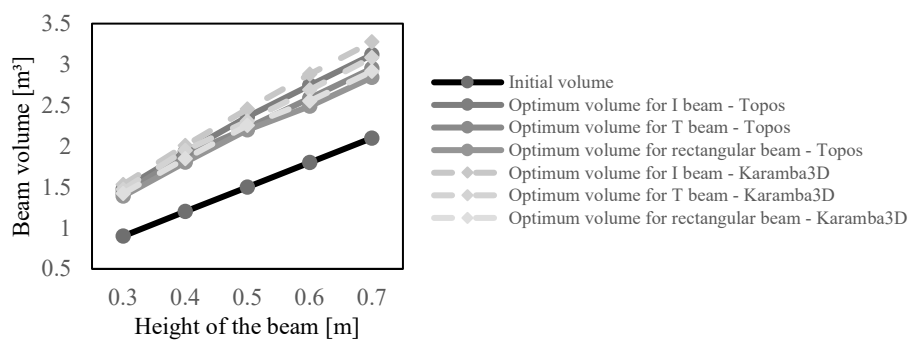 3.5
3
2.5
2
1.5
1
0.5
Beam volume [m³]
0.3 0.4 0.5 0.6 0.7
Height of the beam [m]
Initial volume
Optimum volume for I beam - Topos
Optimum volume for T beam - Topos
Optimum volume for rectangular beam - Topos
Optimum volume for I beam - Karamba3D
Optimum volume for T beam - Karamba3D
Optimum volume for rectangular beam - Karamba3D